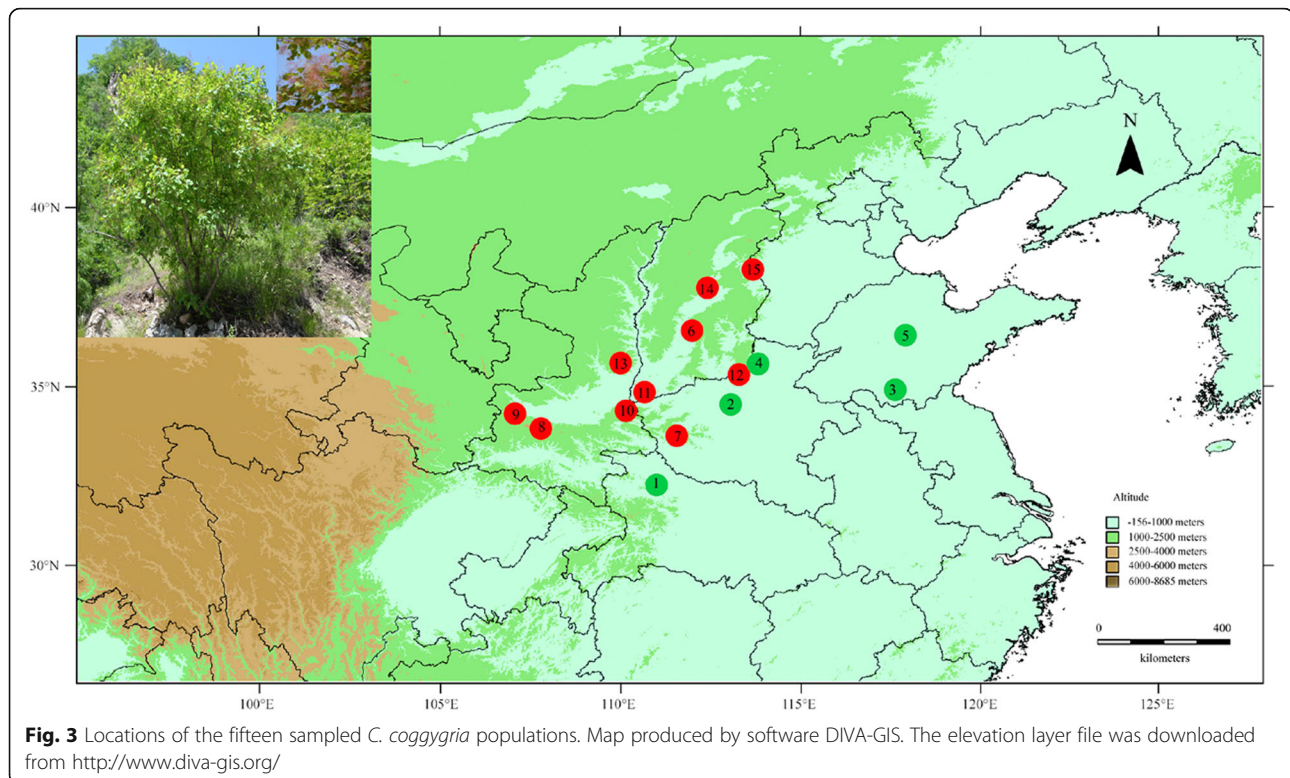 N
40°N
35°N
30°N
15
14
6
5
13
4
12
11
3
2
10
9
8
7
1
Altitude
-156-1000 meters
1000-2500 meters
2500-4000 meters
4000-6000 meters
6000-8685 meters
0 400
kilometers
100°E 105°E 110°E 115°E 120°E 125°E
Fig. 3 Locations of the fifteen sampled C. coggygria populations. Map produced by software DIVA-GIS. The elevation layer file was downloaded
from http://www.diva-gis.org/